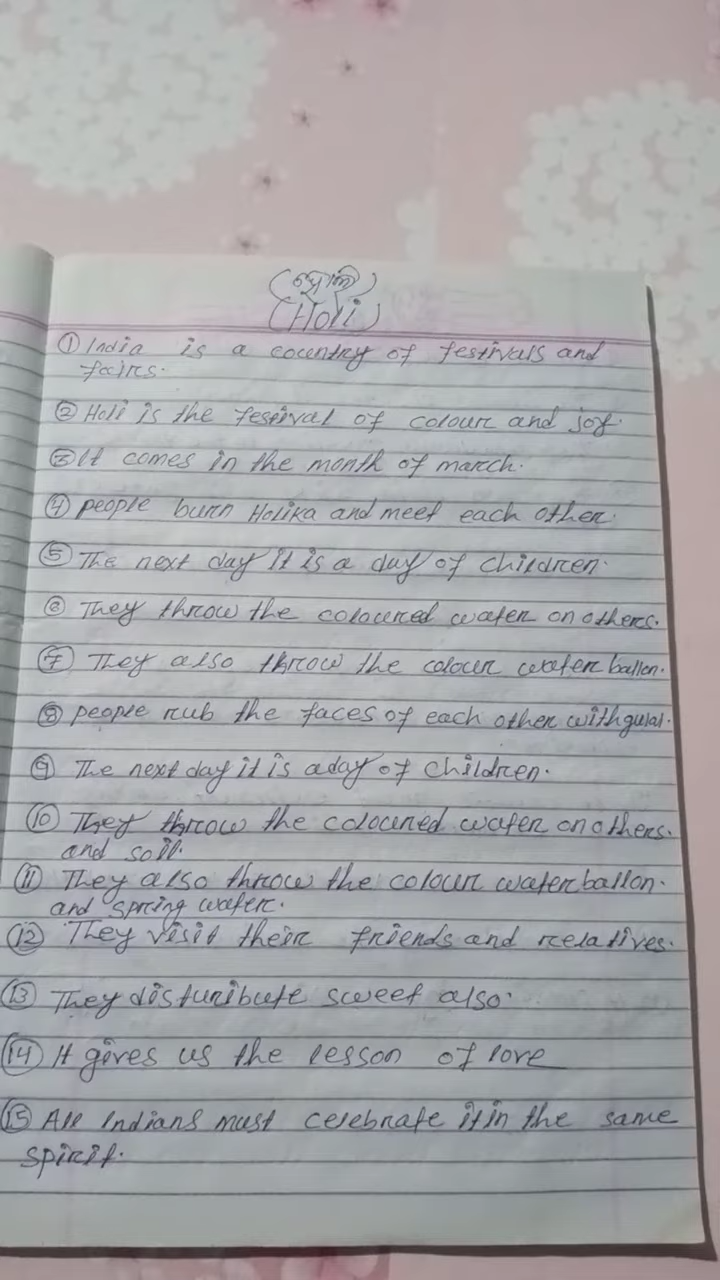 (ହୋଲି)
(Holi)
① India is a country of festivals and
fairs.
② Holi is the festival of colour and joy.
③ It comes in the month of march.
④ people burn Holika and meet each other.
⑤ The next day it is a day of children.
⑥ They throw the coloured water on others.
⑦ They also throw the colour water ballon.
⑧ people rub the faces of each other with gulal.
⑨ The next day it is a day of children.
⑩ They throw the coloured water on others.
and soil.
⑪ They also throw the colour water ballon.
and spring water.
⑫ They visit their friends and relatives.
⑬ They disturibute sweet also.
⑭ It gives us the lesson of love
⑮ All Indians must celebrate it in the same
spirit.